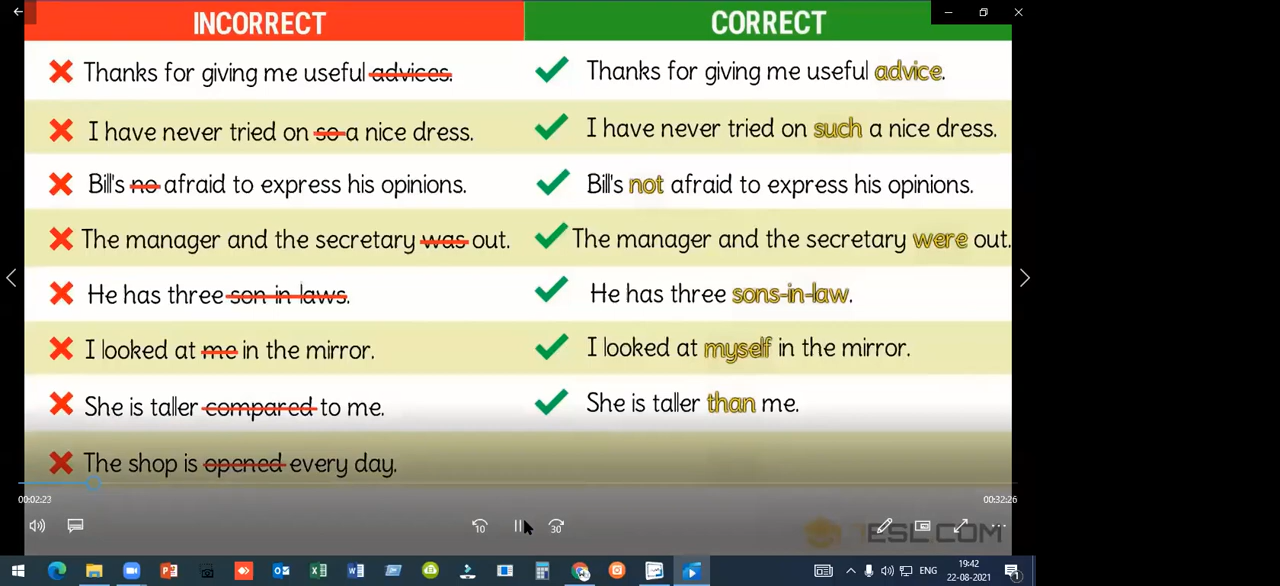 INCORRECT CORRECT
Thanks for giving me useful advices. Thanks for giving me useful advice.
I have never tried on so a nice dress. I have never tried on such a nice dress.
Bill's no afraid to express his opinions. Bill's not afraid to express his opinions.
The manager and the secretary was out. The manager and the secretary were out.
He has three son-in-laws. He has three sons-in-law.
I looked at me in the mirror. I looked at myself in the mirror.
She is taller compared to me. She is taller than me.
The shop is opened every day.
00:02:23 00:32:26
10 30
7ESL.COM
ENG 19:42
22-08-2021 1